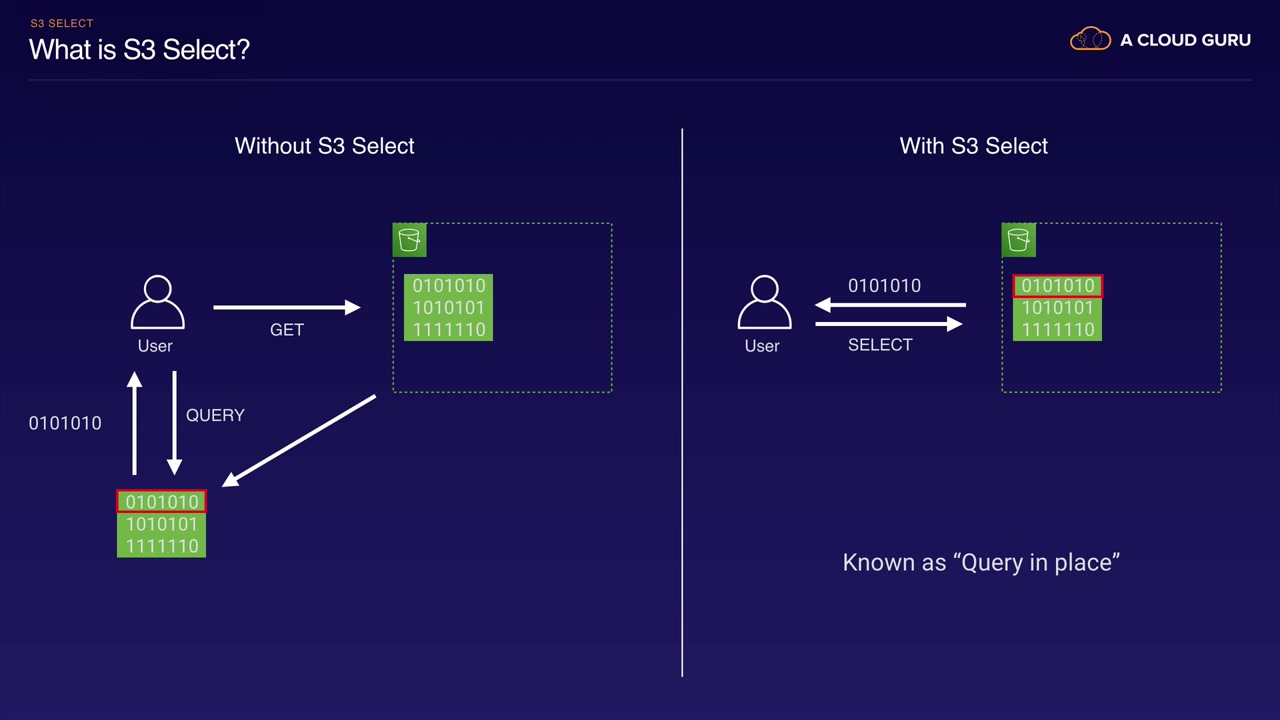 S3 SELECT
What is S3 Select?
A CLOUD GURU
Without S3 Select
0101010
1010101
1111110
GET
User
0101010
QUERY
0101010
1010101
1111110
With S3 Select
0101010
0101010
1010101
1111110
SELECT
User
Known as “Query in place”